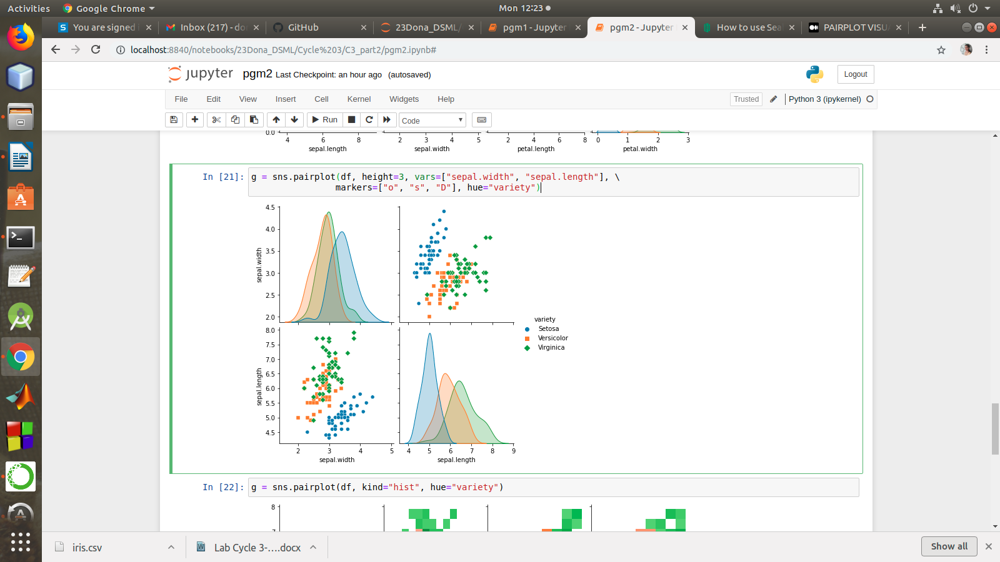 Activities Google Chrome Mon 12:23
You are signed Inbox (217) - do GitHub 23Dona_DSML/ pgm1 - Jupyter pgm2 - Jupyter How to use Sea PAIRPLOT VISU
localhost:8840/notebooks/23Dona_DSML/Cycle%203/C3_part2/pgm2.ipynb#
jupyter pgm2 Last Checkpoint: an hour ago (autosaved) Logout
File Edit View Insert Cell Kernel Widgets Help Trusted Python 3 (ipykernel)
Run Code
0.0
4 6 8 2 3 4 5 2 4 6 8 0 1 2 3
sepal.length sepal.width petal.length petal.width
In [21]: g = sns.pairplot(df, height=3, vars=["sepal.width", "sepal.length"], \
markers=["o", "s", "D"], hue="variety")
4.5
4.0
3.5
3.0
2.5
2.0
sepal.width
variety
Setosa
Versicolor
Virginica
8.0
7.5
7.0
6.5
6.0
5.5
5.0
4.5
sepal.length
2 3 4 5 4 5 6 7 8 9
sepal.width sepal.length
In [22]: g = sns.pairplot(df, kind="hist", hue="variety")
8
7
iris.csv Lab Cycle 3-....docx Show all